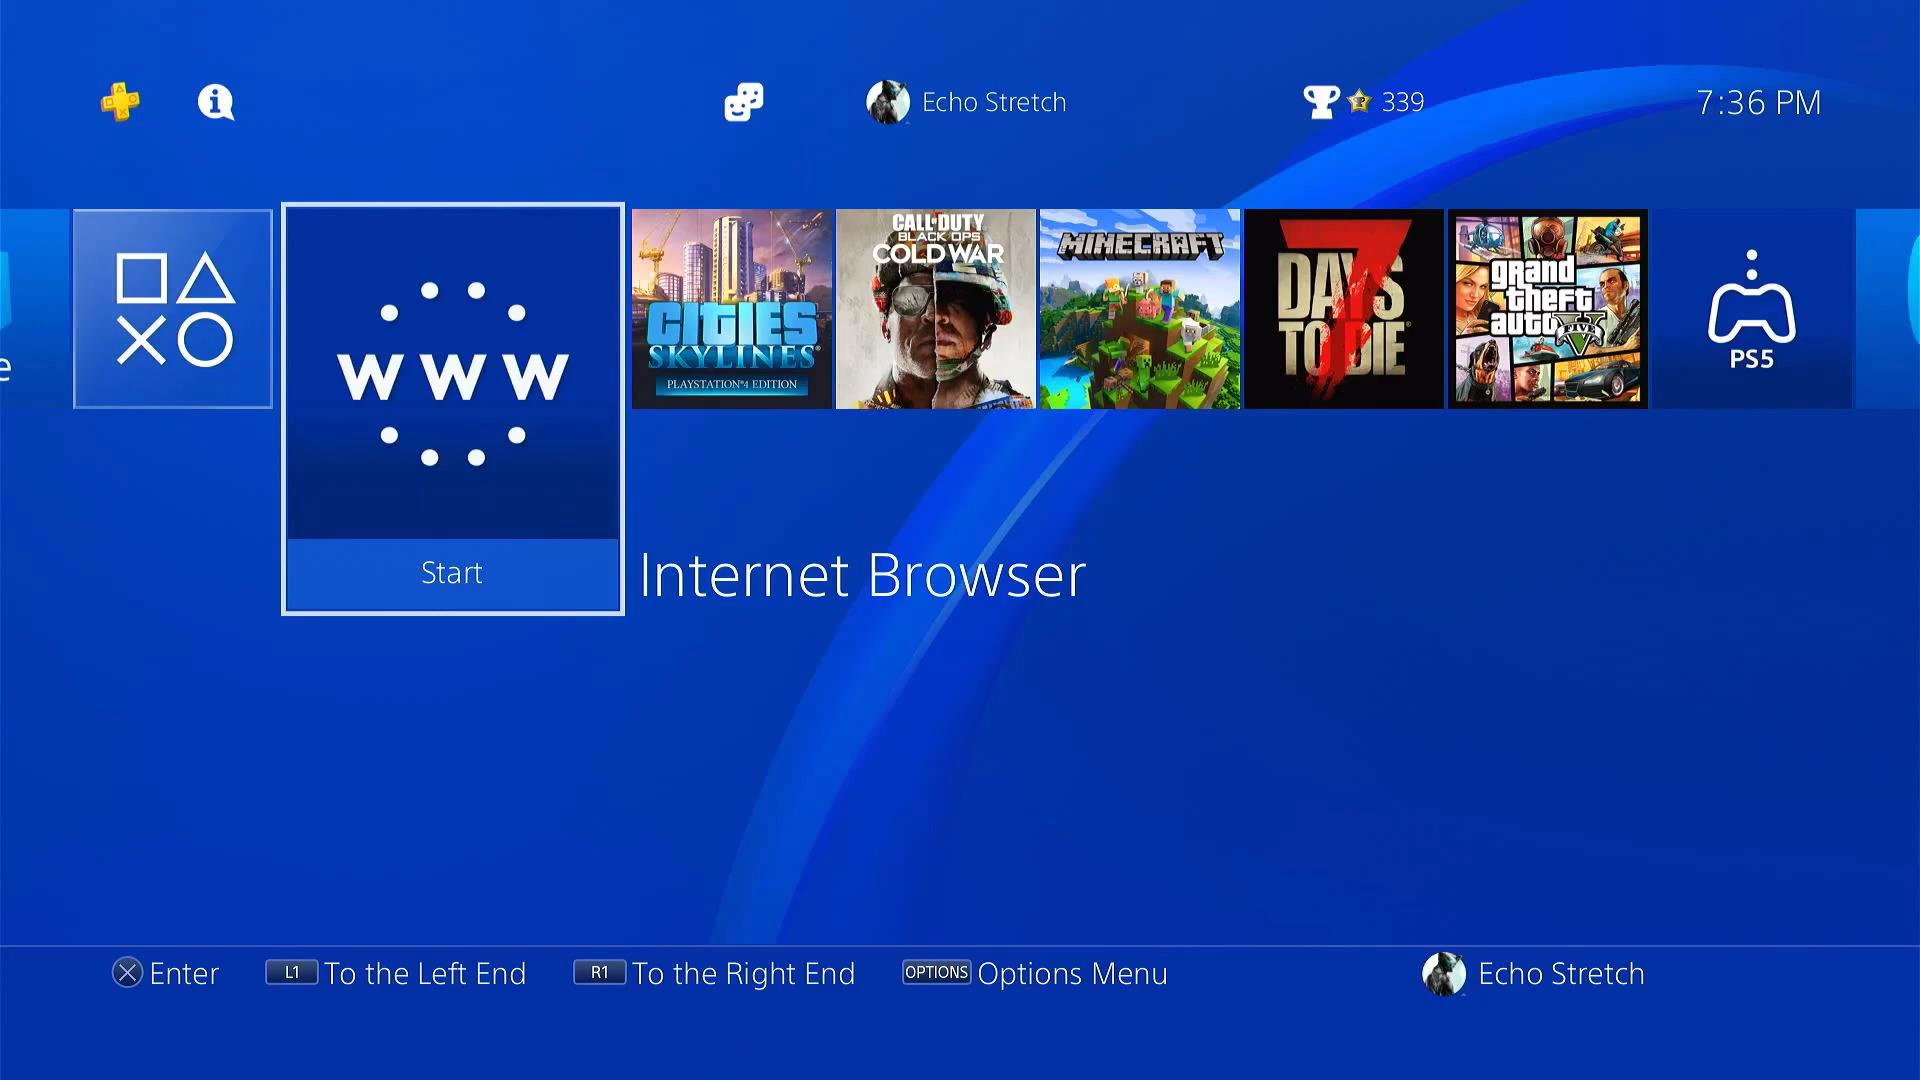 Echo Stretch
339
7:36 PM
e
WWW
Start
Internet Browser
CITIES
SKYLINES
PLAYSTATION®4 EDITION
CALL OF DUTY
BLACK OPS
COLD WAR
MINECRAFT
7
DAYS
TO DIE
grand
theft
auto
V
FIVE
PS5
Enter
L1 To the Left End
R1 To the Right End
OPTIONS Options Menu
Echo Stretch